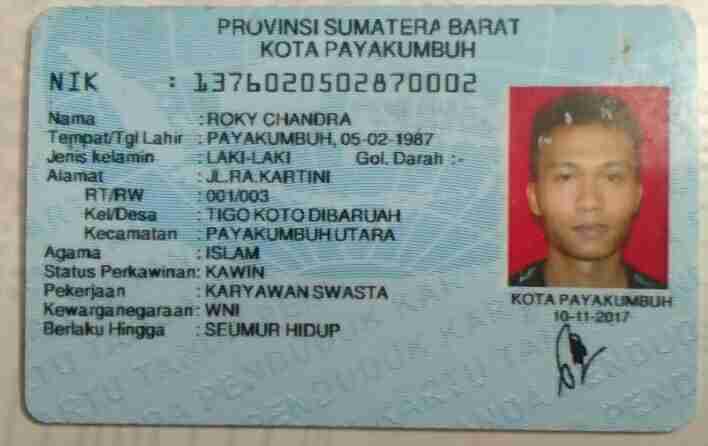 PROVINSI SUMATERA BARAT
KOTA PAYAKUMBUH
NIK : 1376020502870002
Nama : ROKY CHANDRA
Tempat/Tgl Lahir : PAYAKUMBUH, 05-02-1987
Jenis kelamin : LAKI-LAKI Gol. Darah :-
Alamat : JL.RA.KARTINI
RT/RW : 001/003
Kel/Desa : TIGO KOTO DIBARUAH
Kecamatan : PAYAKUMBUH UTARA
Agama : ISLAM
Status Perkawinan: KAWIN
Pekerjaan : KARYAWAN SWASTA
Kewarganegaraan: WNI
Berlaku Hingga : SEUMUR HIDUP
KOTA PAYAKUMBUH
10-11-2017